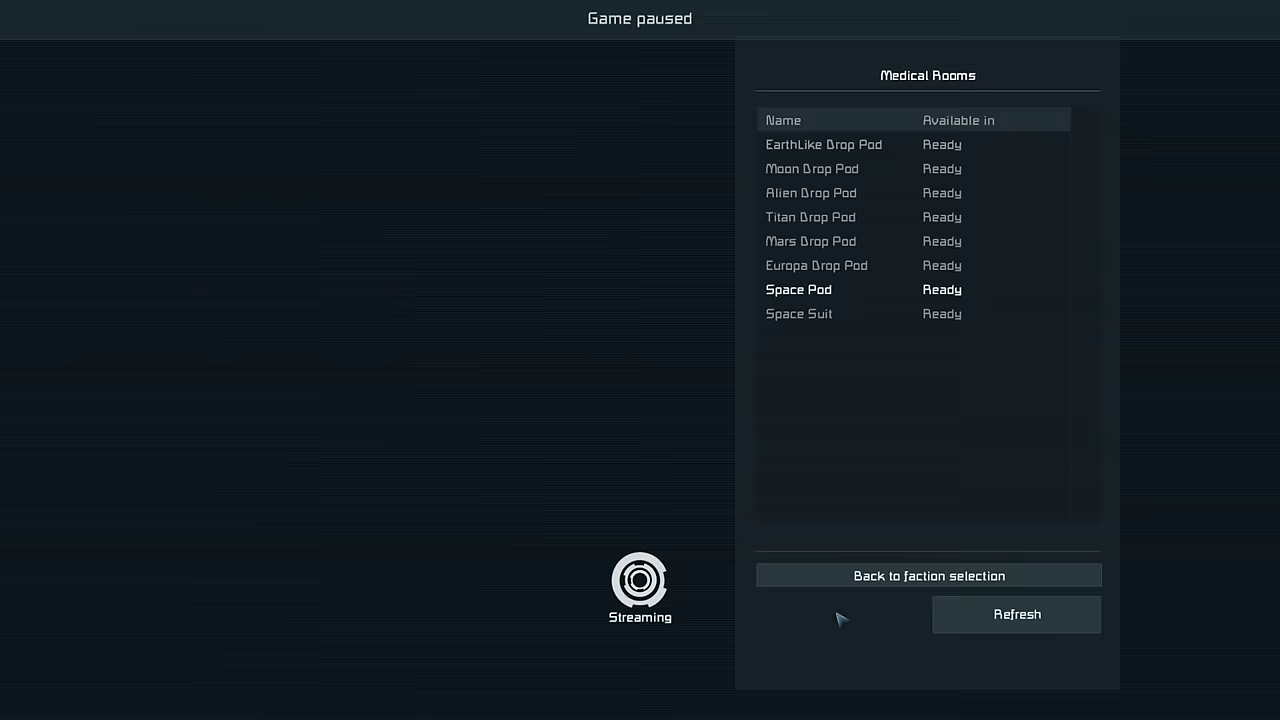 Game paused
Medical Rooms
Name Available in
EarthLike Drop Pod Ready
Moon Drop Pod Ready
Alien Drop Pod Ready
Titan Drop Pod Ready
Mars Drop Pod Ready
Europa Drop Pod Ready
Space Pod Ready
Space Suit Ready
Back to faction selection
Refresh
Streaming